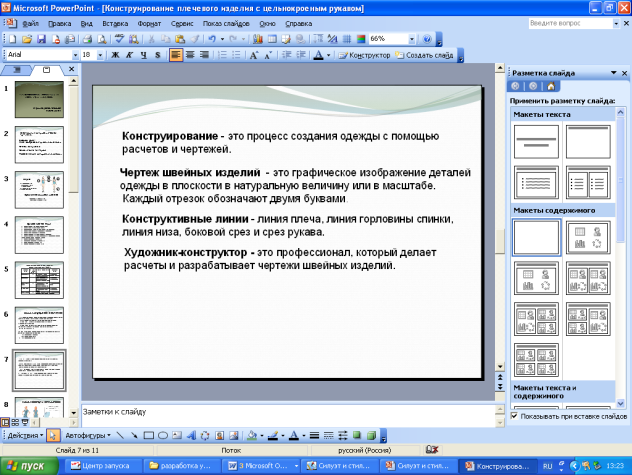 Microsoft PowerPoint - [Конструирование плечевого изделия с цельнокроеным рукавом]
Файл Правка Вид Вставка Формат Сервис Показ слайдов Окно Справка
Введите вопрос
66%
Arial 18 Ж К Ч S Конструктор Создать слайд
Разметка слайда
Применить разметку слайда:
Макеты текста
Макеты содержимого
Макеты текста и содержимого
Показывать при вставке слайдов
1
2
3
4
5
6
7
8
Конструирование - это процесс создания одежды с помощью
расчетов и чертежей.
Чертеж швейных изделий - это графическое изображение деталей
одежды в плоскости в натуральную величину или в масштабе.
Каждый отрезок обозначают двумя буквами.
Конструктивные линии - линия плеча, линия горловины спинки,
линия низа, боковой срез и срез рукава.
Художник-конструктор - это профессионал, который делает
расчеты и разрабатывает чертежи швейных изделий.
Заметки к слайду
Действия Автофигуры
Слайд 7 из 11 Поток русский (Россия)
пуск Центр запуска разработка у... 3 Microsoft O... Силуэт и стил... Силуэт и стил... Конструирова... RU 13:23